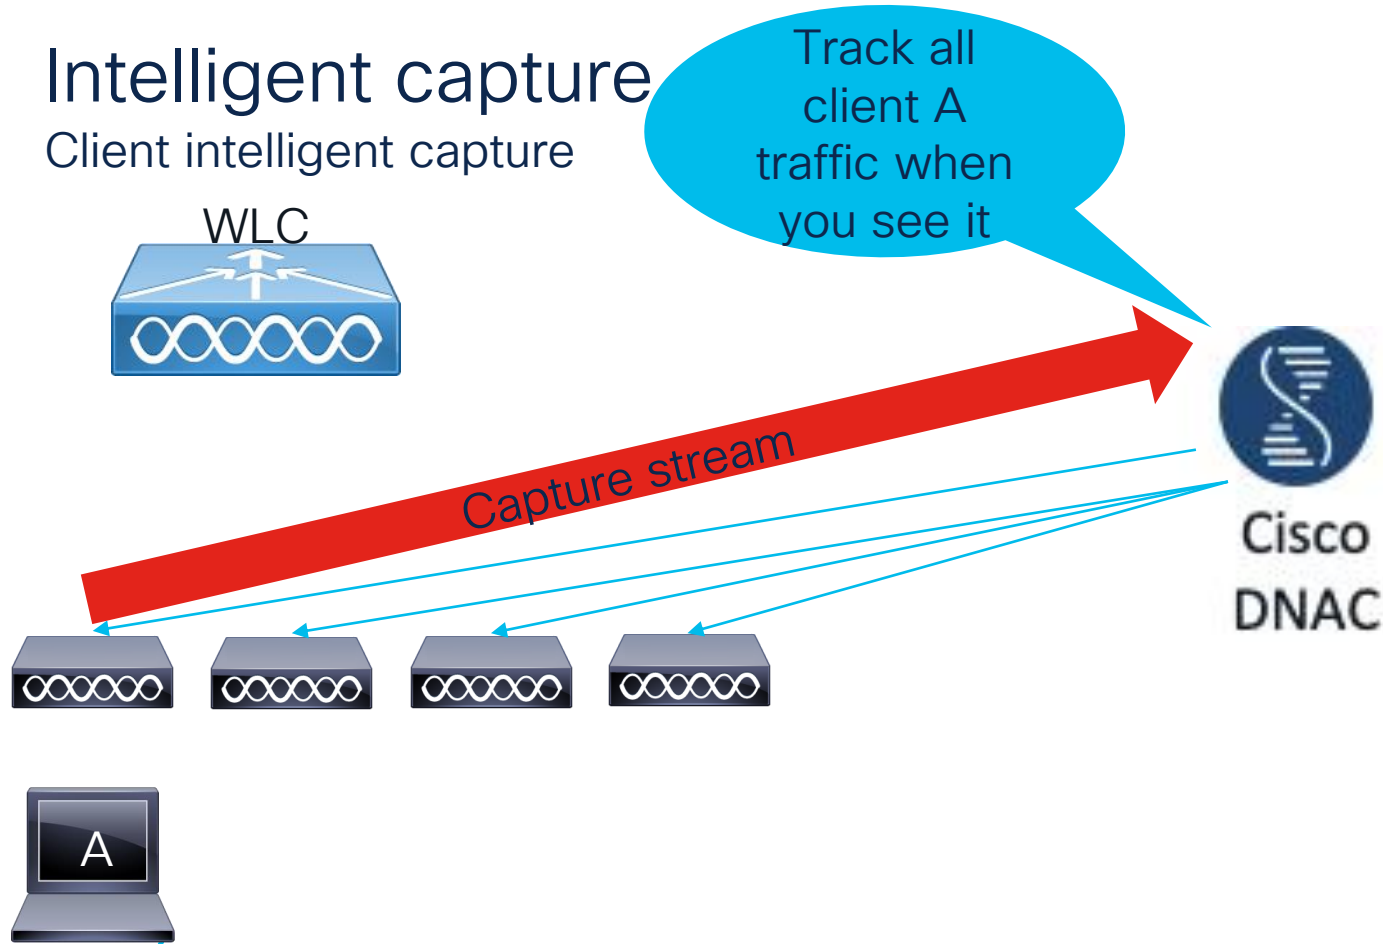 Intelligent capture
Client intelligent capture
Track all
client A
traffic when
you see it
WLC
Capture stream
Cisco
DNAC
A